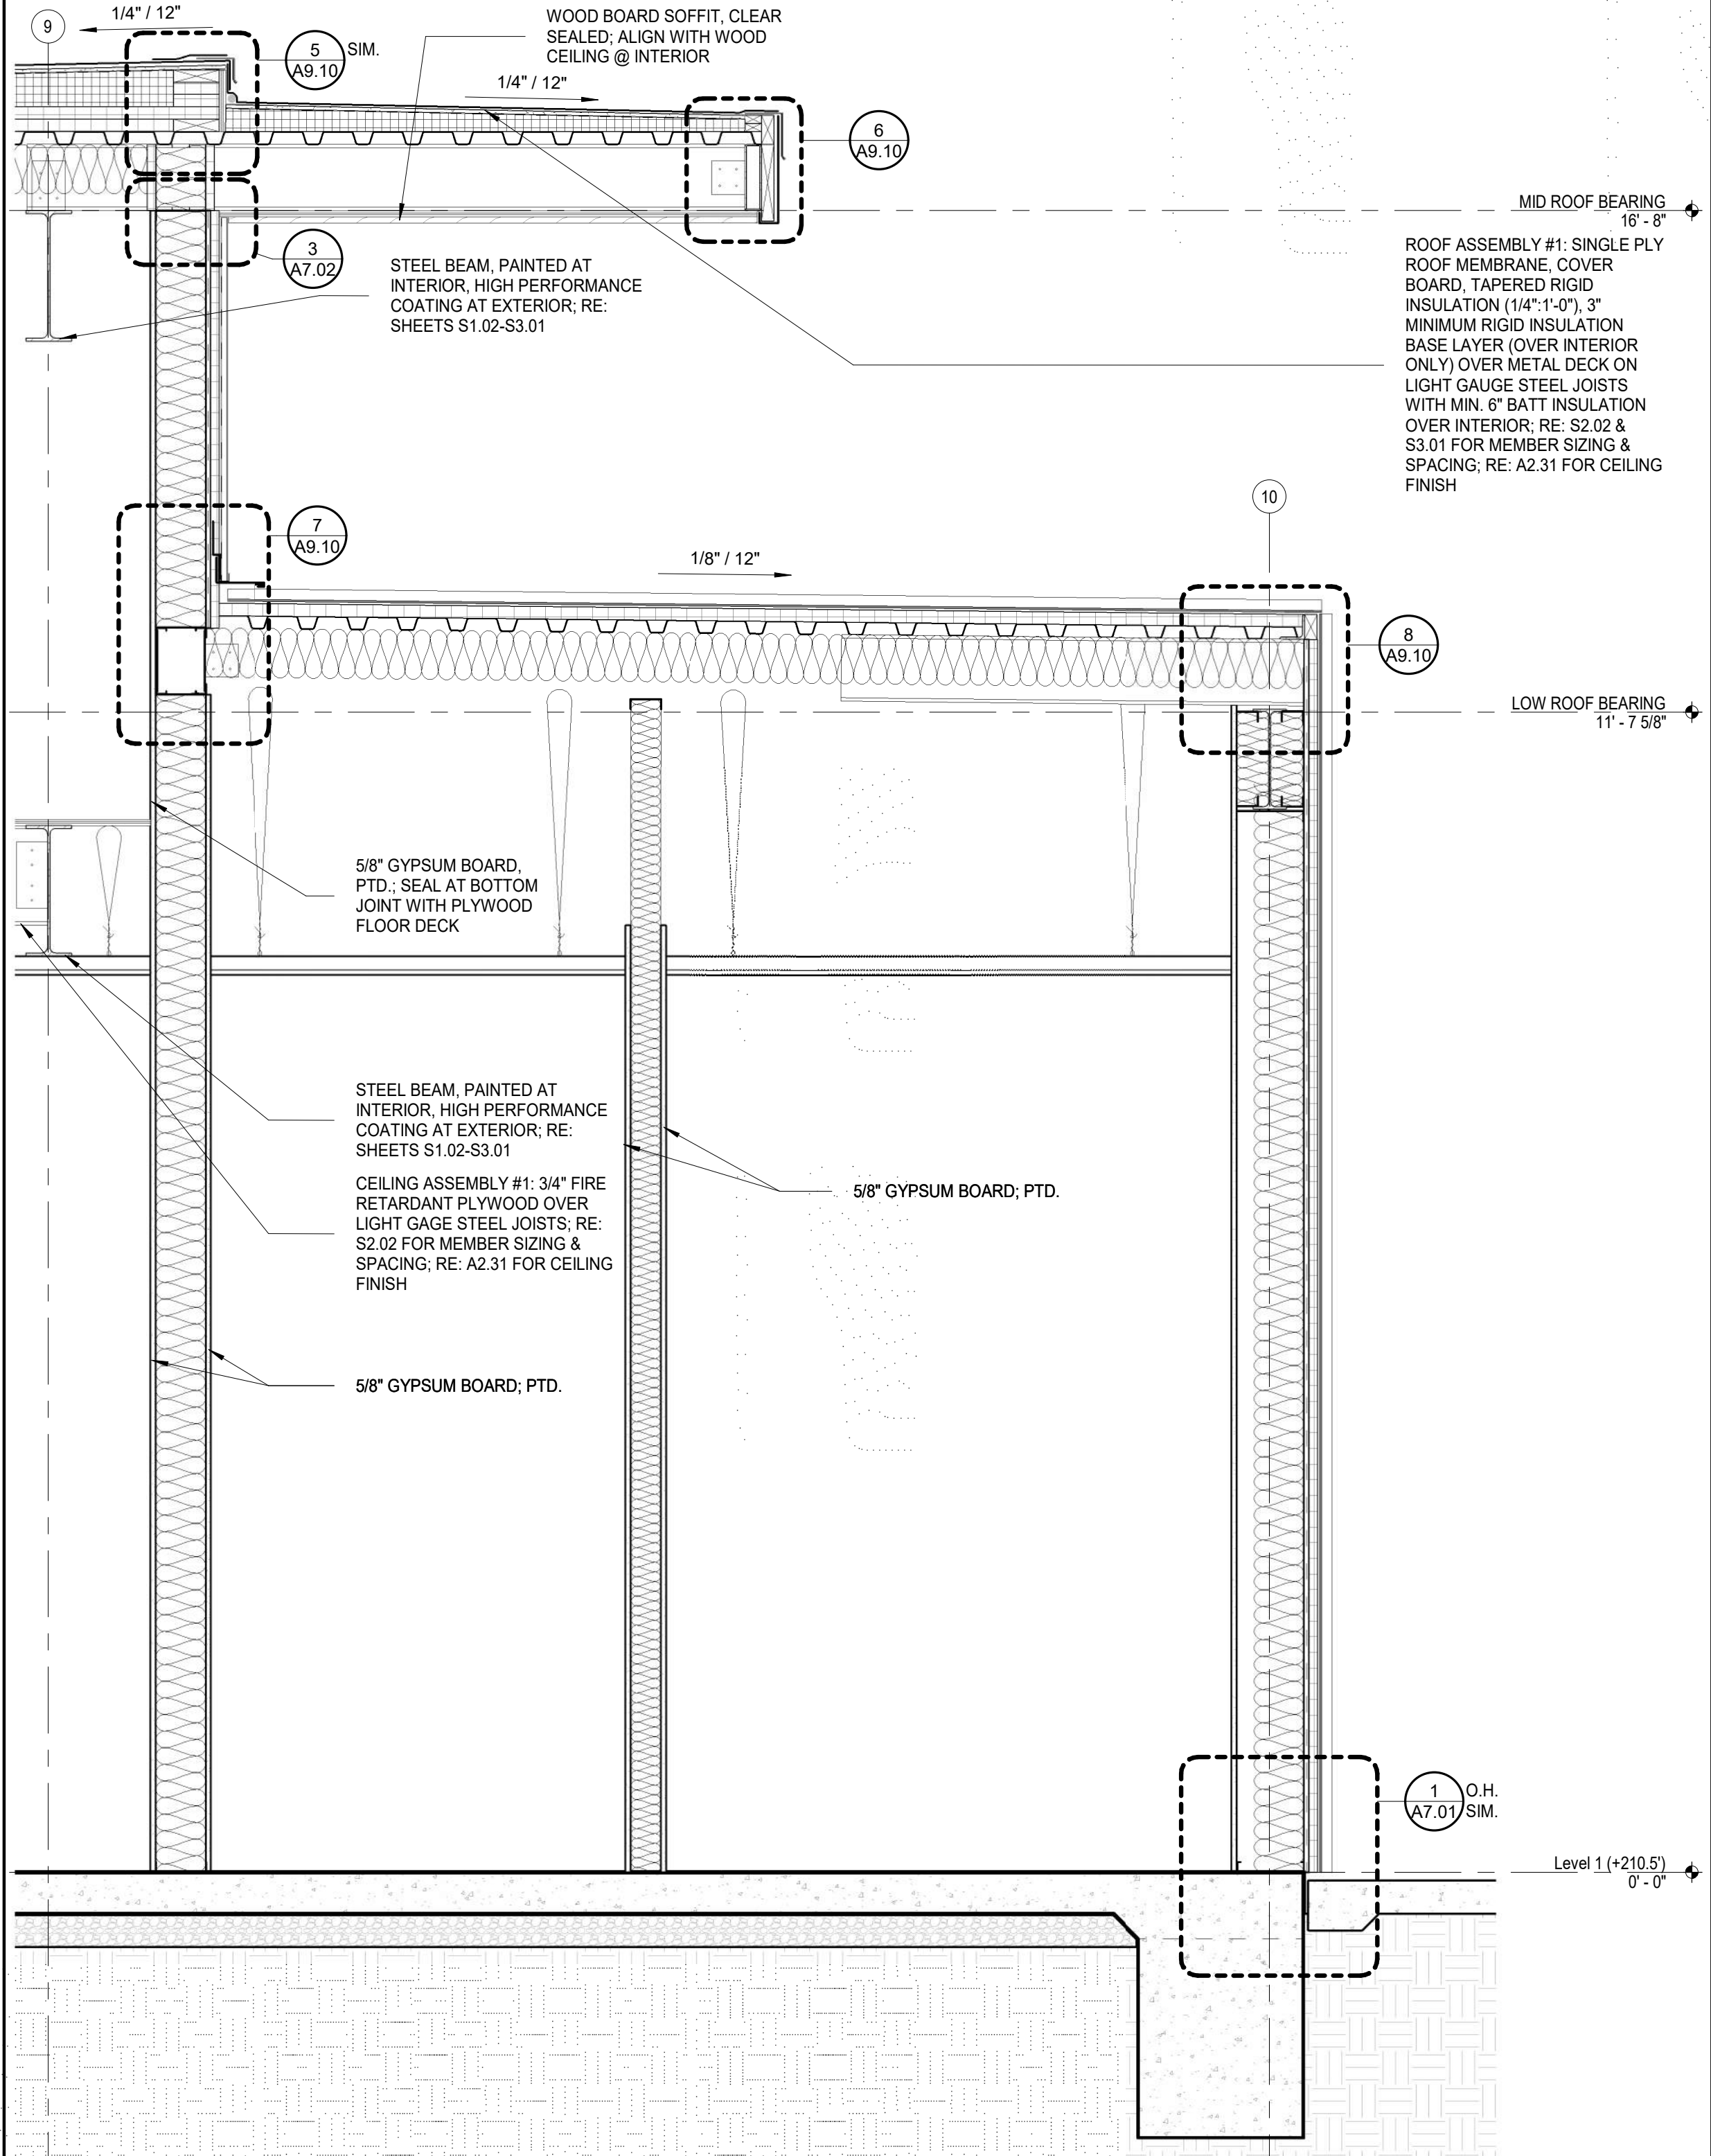 9
1/4" / 12"
5
A9.10
SIM.
WOOD BOARD SOFFIT, CLEAR
SEALED; ALIGN WITH WOOD
CEILING @ INTERIOR
1/4" / 12"
6
A9.10
MID ROOF BEARING
16' - 8"
3
A7.02
STEEL BEAM, PAINTED AT
INTERIOR, HIGH PERFORMANCE
COATING AT EXTERIOR; RE:
SHEETS S1.02-S3.01
ROOF ASSEMBLY #1: SINGLE PLY
ROOF MEMBRANE, COVER
BOARD, TAPERED RIGID
INSULATION (1/4":1'-0"), 3"
MINIMUM RIGID INSULATION
BASE LAYER (OVER INTERIOR
ONLY) OVER METAL DECK ON
LIGHT GAUGE STEEL JOISTS
WITH MIN. 6" BATT INSULATION
OVER INTERIOR; RE: S2.02 &
S3.01 FOR MEMBER SIZING &
SPACING; RE: A2.31 FOR CEILING
FINISH
10
7
A9.10
1/8" / 12"
8
A9.10
LOW ROOF BEARING
11' - 7 5/8"
5/8" GYPSUM BOARD,
PTD.; SEAL AT BOTTOM
JOINT WITH PLYWOOD
FLOOR DECK
STEEL BEAM, PAINTED AT
INTERIOR, HIGH PERFORMANCE
COATING AT EXTERIOR; RE:
SHEETS S1.02-S3.01
CEILING ASSEMBLY #1: 3/4" FIRE
RETARDANT PLYWOOD OVER
LIGHT GAGE STEEL JOISTS; RE:
S2.02 FOR MEMBER SIZING &
SPACING; RE: A2.31 FOR CEILING
FINISH
5/8" GYPSUM BOARD; PTD.
5/8" GYPSUM BOARD; PTD.
1
A7.01
O.H.
SIM.
Level 1 (+210.5')
0' - 0"